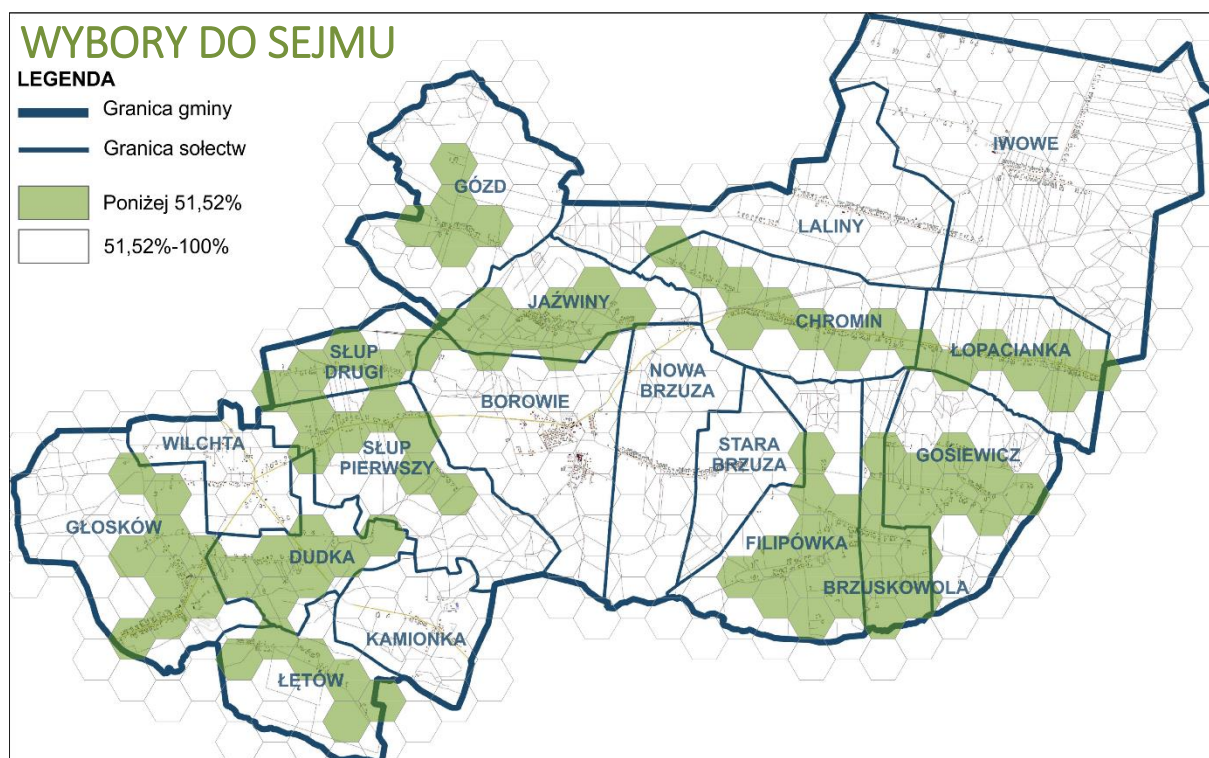 WYBORY DO SEJMU
LEGENDA
Granica gminy
Granica sołectw
Poniżej 51,52%
51,52%-100%
IWOWE
GÓZD
LALINY
JAŹWINY
CHROMIN
ŁOPACIANKA
SŁUP
DRUGI
NOWA
BRZUZA
BOROWIE
WILCHTA
SŁUP
PIERWSZY
STARA
BRZUZA
GOŚIEWICZ
GŁOSKÓW
DUDKA
FILIPÓWKA
BRZUSKOWOLA
KAMIONKA
ŁĘTÓW